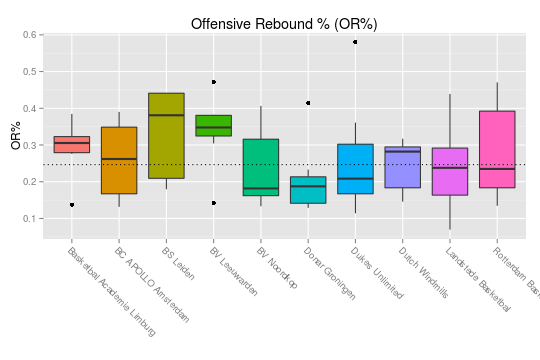 Offensive Rebound % (OR%)
OR%
0.6
0.5
0.4
0.3
0.2
0.1
Basketbal Academie Limburg
BC APOLLO Amsterdam
BS Leiden
BV Leeuwarden
BV Noordkop
Donar Groningen
Dukes Unlimited
Dutch Windmills
Landstede Basketbal
Rotterdam Bas